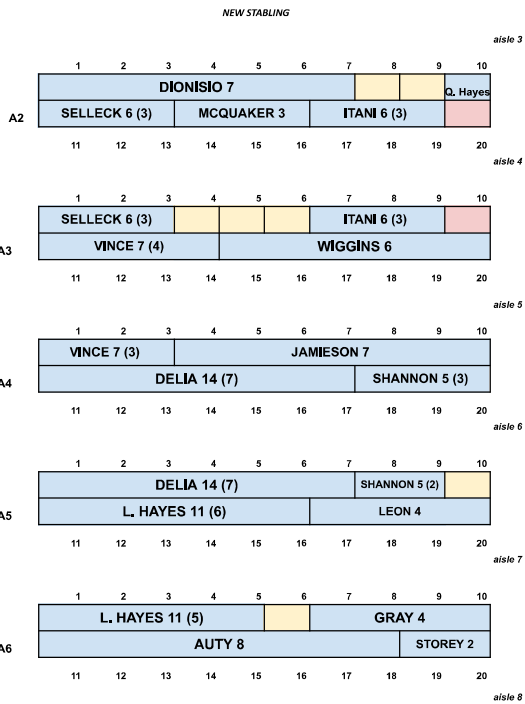 NEW STABLING
aisle 3
1 2 3 4 5 6 7 8 9 10
DIONISIO 7 Q. Hayes
A2 SELLECK 6 (3) MCQUAKER 3 ITANI 6 (3)
11 12 13 14 15 16 17 18 19 20
aisle 4
1 2 3 4 5 6 7 8 9 10
SELLECK 6 (3) ITANI 6 (3)
A3 VINCE 7 (4) WIGGINS 6
11 12 13 14 15 16 17 18 19 20
aisle 5
1 2 3 4 5 6 7 8 9 10
VINCE 7 (3) JAMIESON 7
A4 DELIA 14 (7) SHANNON 5 (3)
11 12 13 14 15 16 17 18 19 20
aisle 6
1 2 3 4 5 6 7 8 9 10
DELIA 14 (7) SHANNON 5 (2)
A5 L. HAYES 11 (6) LEON 4
11 12 13 14 15 16 17 18 19 20
aisle 7
1 2 3 4 5 6 7 8 9 10
L. HAYES 11 (5) GRAY 4
A6 AUTY 8 STOREY 2
11 12 13 14 15 16 17 18 19 20
aisle 8